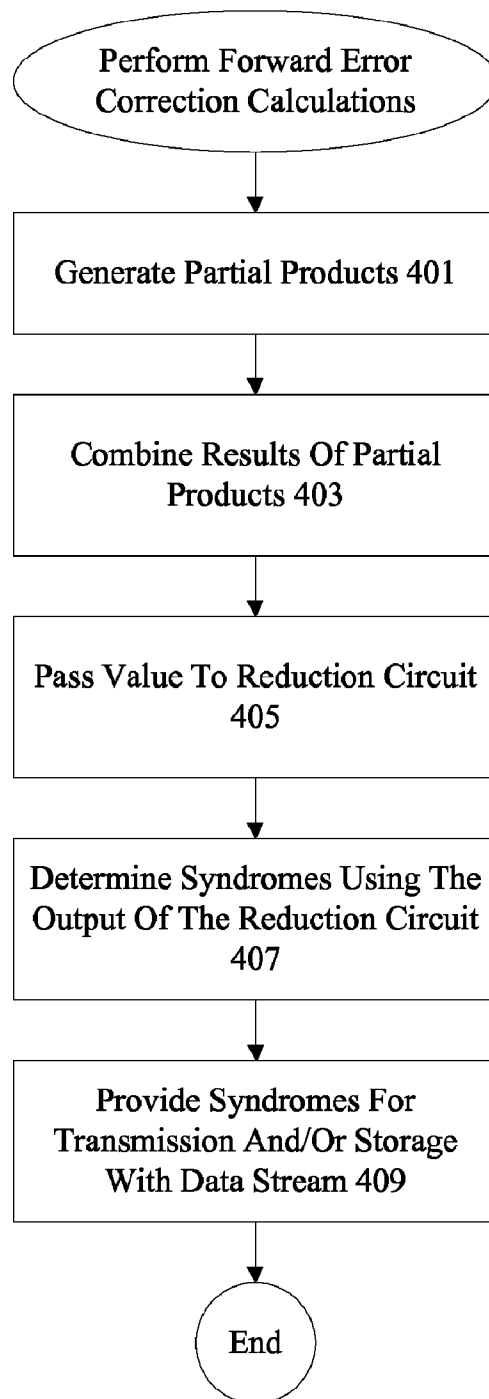 Perform Forward Error
Correction Calculations
Generate Partial Products 401
Combine Results Of Partial
Products 403
Pass Value To Reduction Circuit
405
Determine Syndromes Using The
Output Of The Reduction Circuit
407
Provide Syndromes For
Transmission And/Or Storage
With Data Stream 409
End